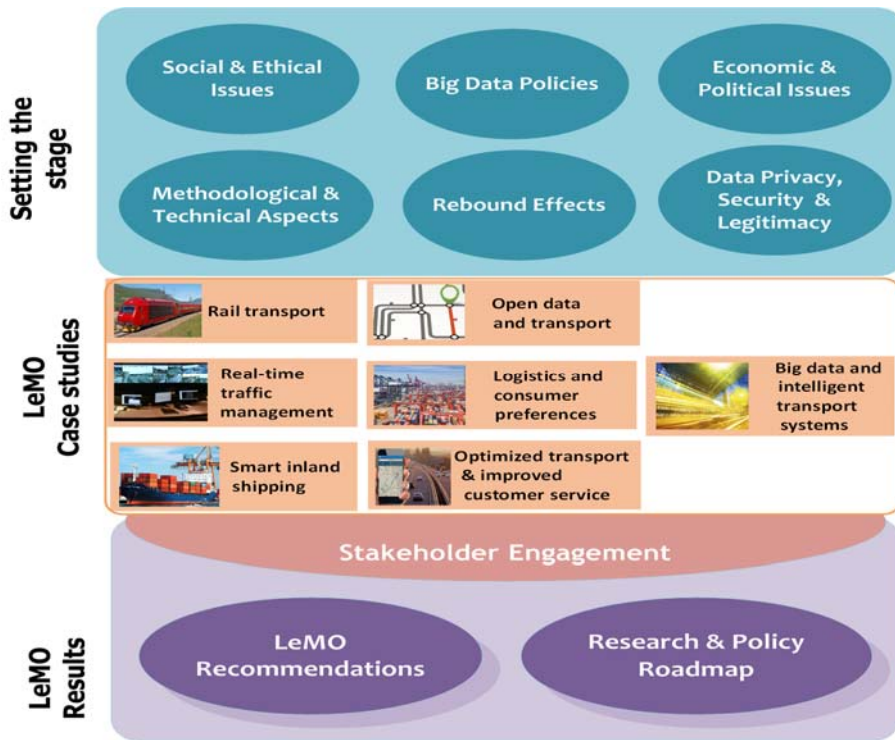 Setting the
stage
Social & Ethical
Issues
Big Data Policies
Economic &
Political Issues
Methodological &
Technical Aspects
Rebound Effects
Data Privacy,
Security &
Legitimacy
LeMO
Case studies
Rail transport
Open data
and transport
Real-time
traffic
management
Logistics and
consumer
preferences
Big data and
intelligent
transport
systems
Smart inland
shipping
Optimized transport
& improved
customer service
Stakeholder Engagement
LeMO
Results
LeMO
Recommendations
Research & Policy
Roadmap